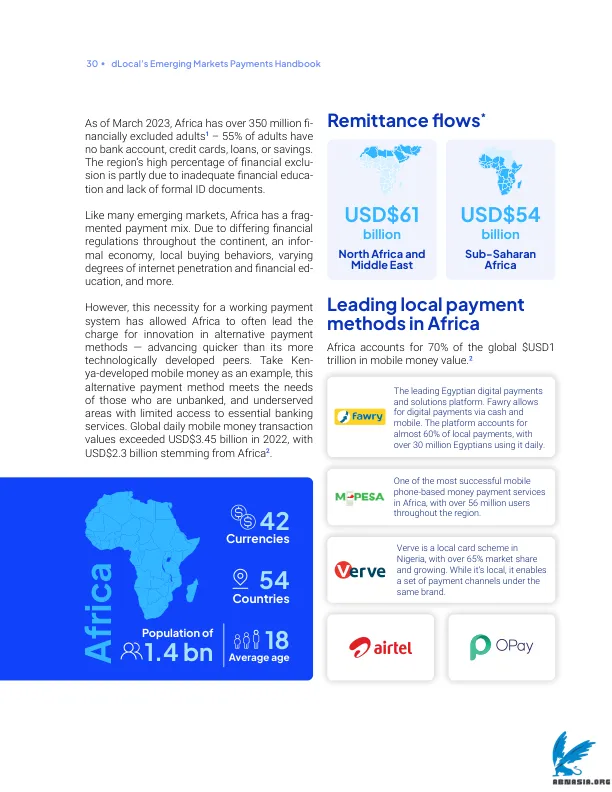 30 • dLocal's Emerging Markets Payments Handbook
As of March 2023, Africa has over 350 million fi-
nancially excluded adults¹ – 55% of adults have
no bank account, credit cards, loans, or savings.
The region's high percentage of financial exclu-
sion is partly due to inadequate financial educa-
tion and lack of formal ID documents.
Like many emerging markets, Africa has a frag-
mented payment mix. Due to differing financial
regulations throughout the continent, an infor-
mal economy, local buying behaviors, varying
degrees of internet penetration and financial ed-
ucation, and more.
However, this necessity for a working payment
system has allowed Africa to often lead the
charge for innovation in alternative payment
methods — advancing quicker than its more
technologically developed peers. Take Ken-
ya-developed mobile money as an example, this
alternative payment method meets the needs
of those who are unbanked, and underserved
areas with limited access to essential banking
services. Global daily mobile money transaction
values exceeded USD$3.45 billion in 2022, with
USD$2.3 billion stemming from Africa².
Africa
42
Currencies
54
Countries
Population of
1.4 bn
18
Average age
Remittance flows*
USD$61
billion
North Africa and
Middle East
USD$54
billion
Sub-Saharan
Africa
Leading local payment
methods in Africa
Africa accounts for 70% of the global $USD1
trillion in mobile money value.²
fawry
The leading Egyptian digital payments
and solutions platform. Fawry allows
for digital payments via cash and
mobile. The platform accounts for
almost 60% of local payments, with
over 30 million Egyptians using it daily.
M-PESA
One of the most successful mobile
phone-based money payment services
in Africa, with over 56 million users
throughout the region.
Verve
Verve is a local card scheme in
Nigeria, with over 65% market share
and growing. While it's local, it enables
a set of payment channels under the
same brand.
airtel
OPay
AENASIA.ORG